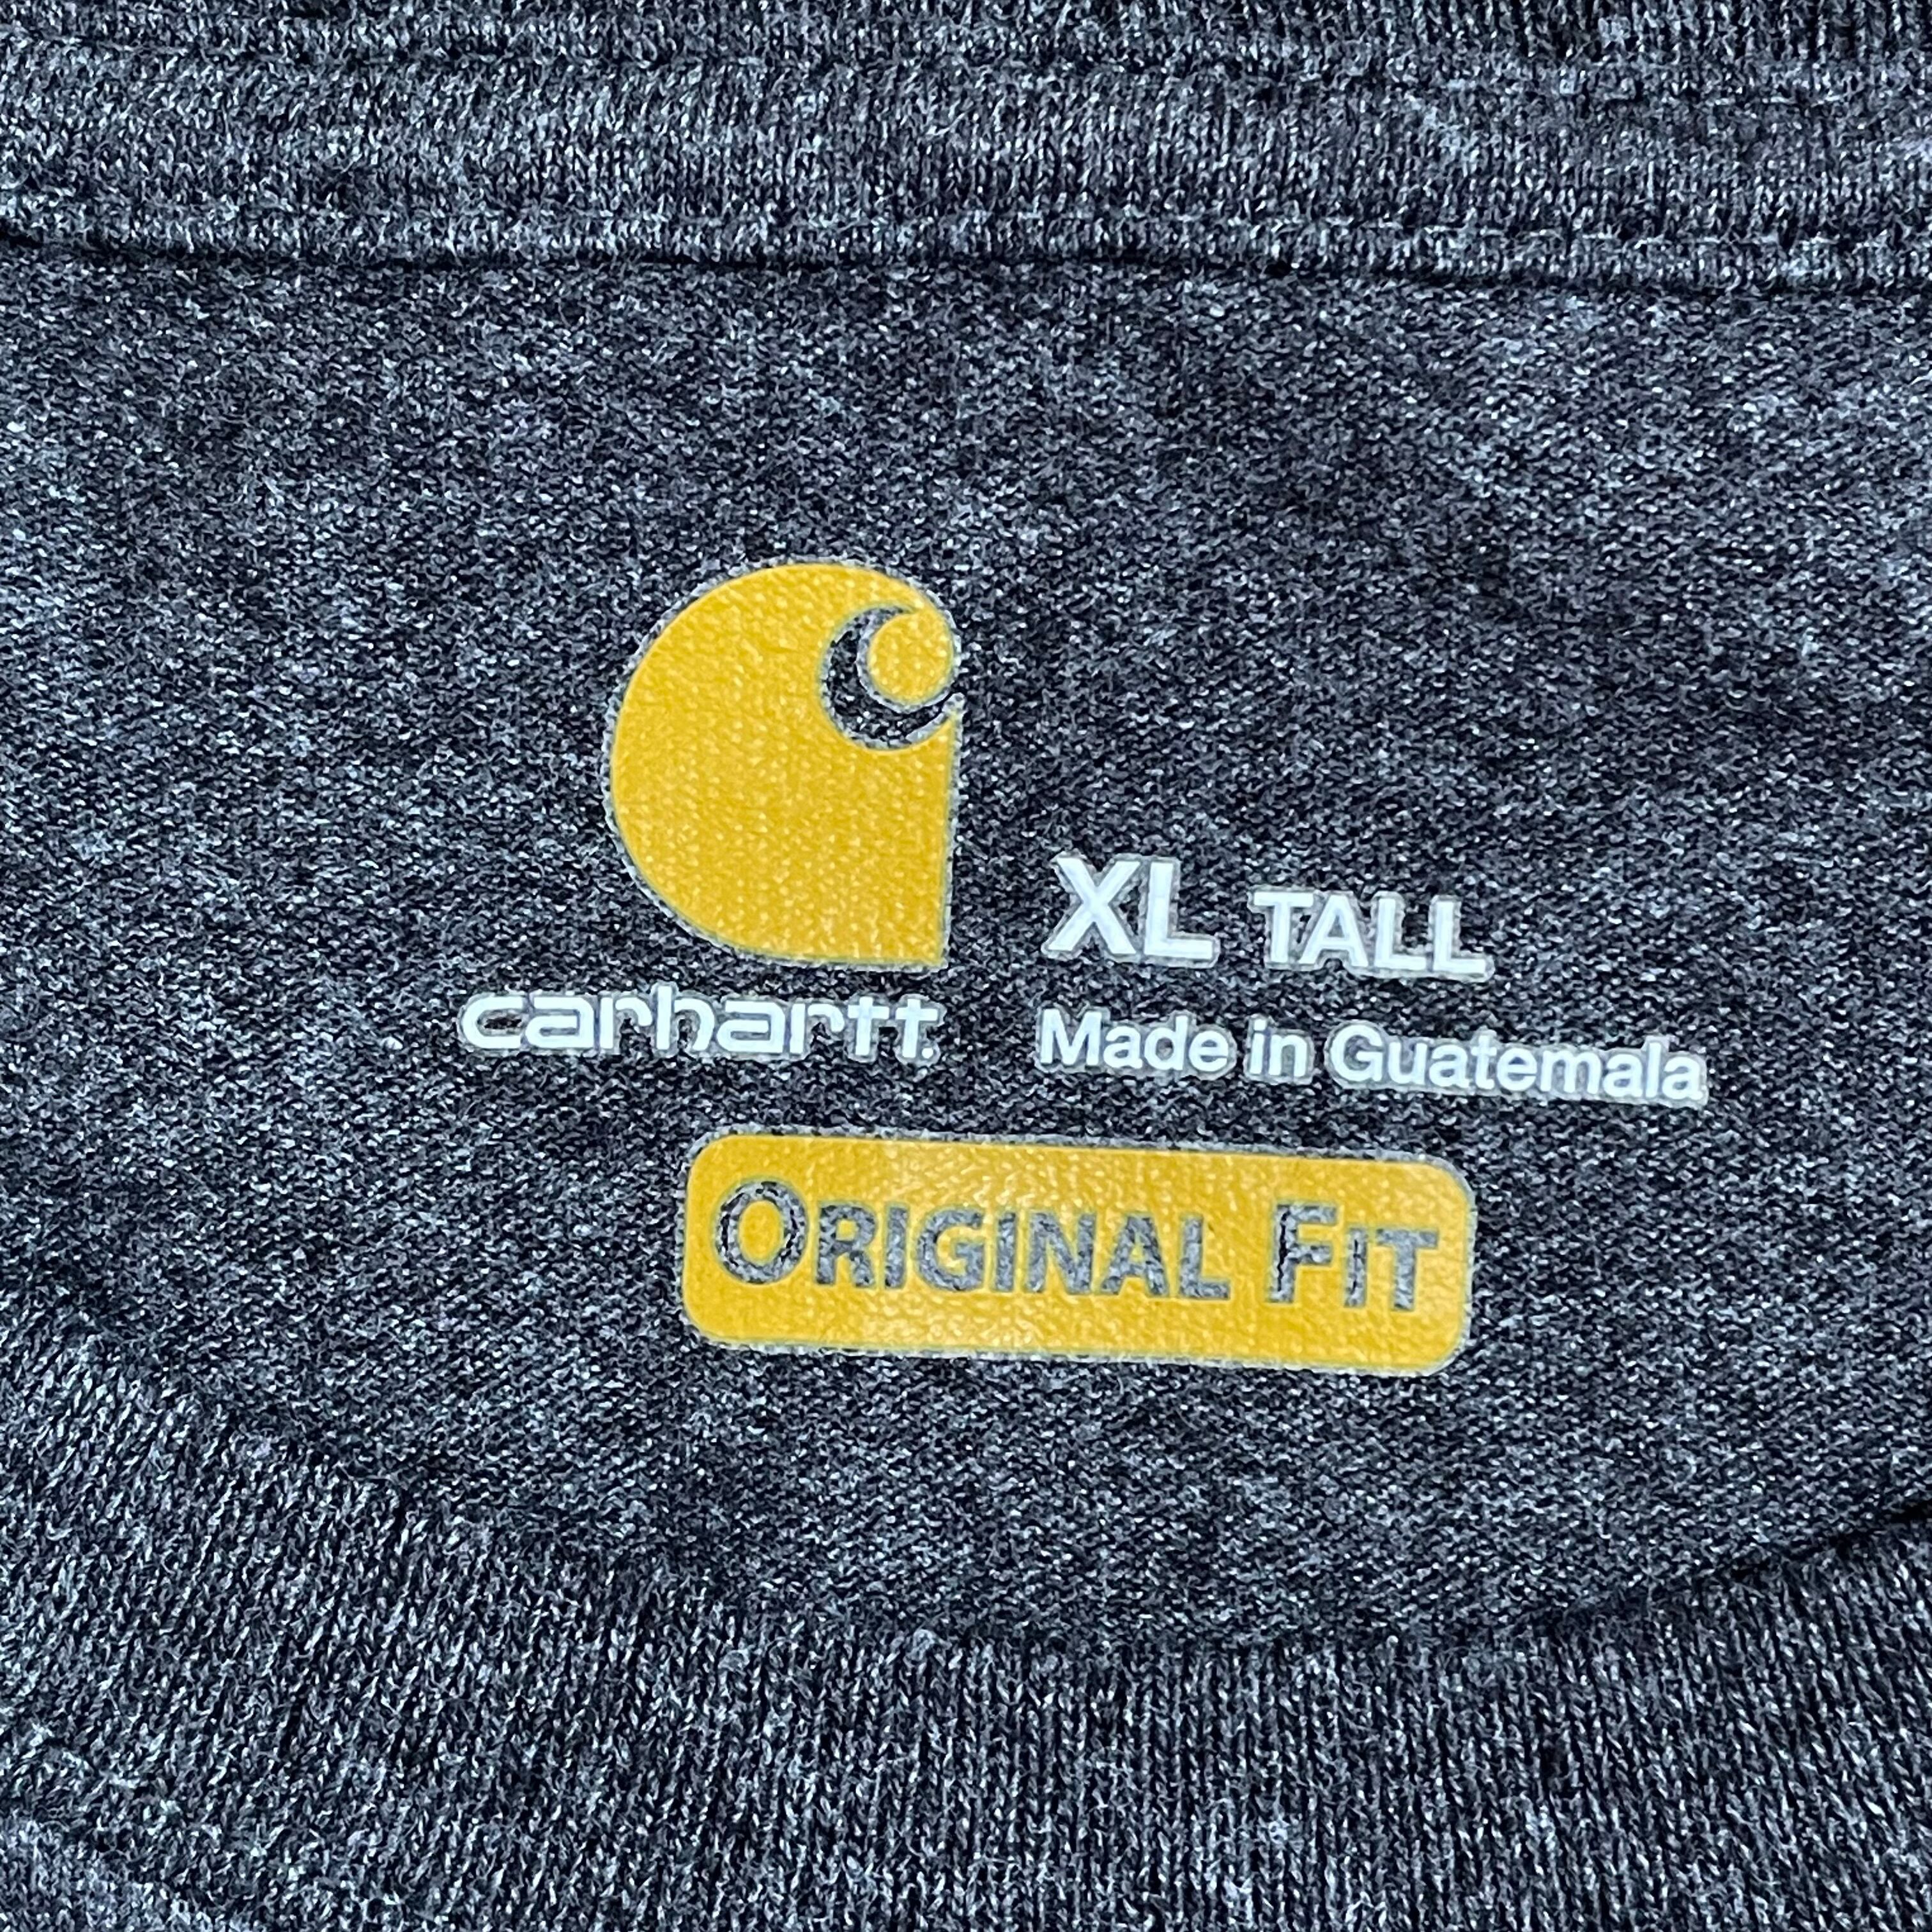 XL TALL
carhartt.
Made in Guatemala
ORIGINAL FIT